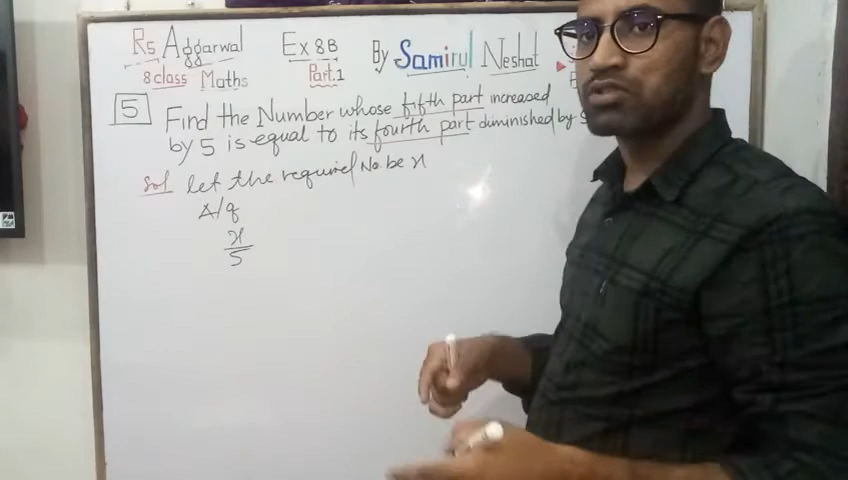 Rs Aggarwal Ex 8B By Samirul Neshat
8class Maths Part.1
5 Find the Number whose fifth part increased
by 5 is equal to its fourth part diminished by
Sol let the required No. be x
A/q
x
5